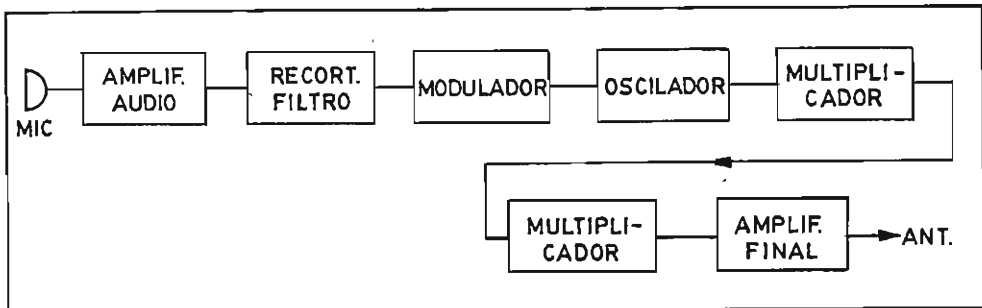 MIC
AMPLIF.
AUDIO
RECORT.
FILTRO
MODULADOR
OSCILADOR
MULTIPLI-
CADOR
MULTIPLI-
CADOR
AMPLIF.
FINAL
ANT.